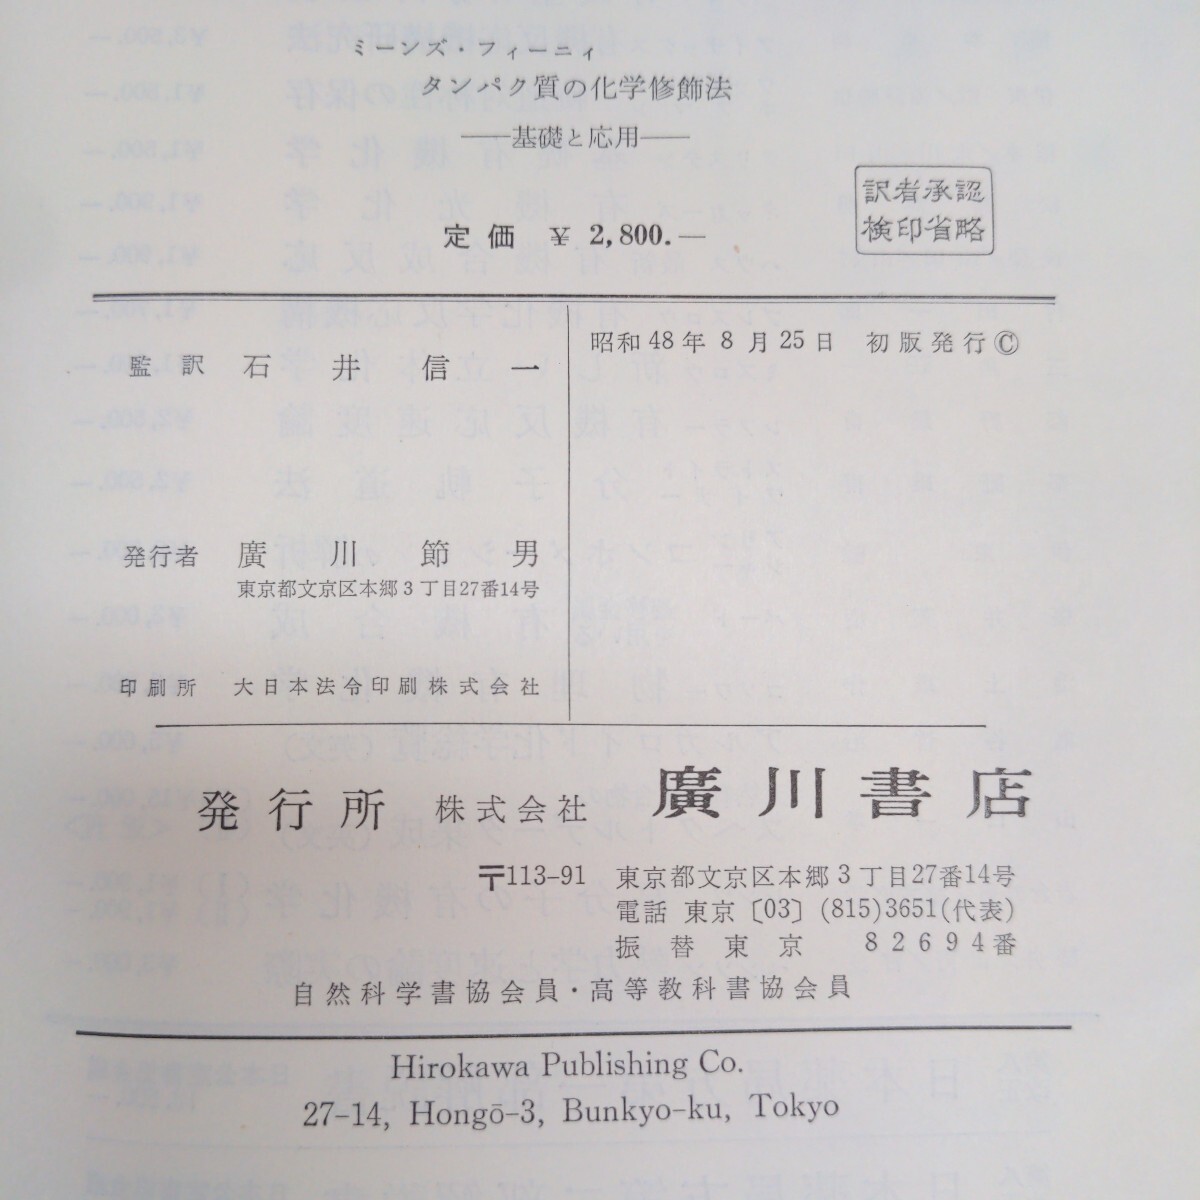 ミーンズ・フィーニィ
タンパク質の化学修飾法
——基礎と応用——
訳者承認
検印省略
定価 ¥ 2,800.—
昭和48年8月25日 初版発行Ⓒ
監訳 石井信一
発行者 廣川節男
東京都文京区本郷3丁目27番14号
印刷所 大日本法令印刷株式会社
発行所 株式会社 廣川書店
〒113-91 東京都文京区本郷3丁目27番14号
電話 東京〔03〕(815)3651(代表)
振替東京 82694番
自然科学書協会員・高等教科書協会員
Hirokawa Publishing Co.
27-14, Hongō-3, Bunkyo-ku, Tokyo